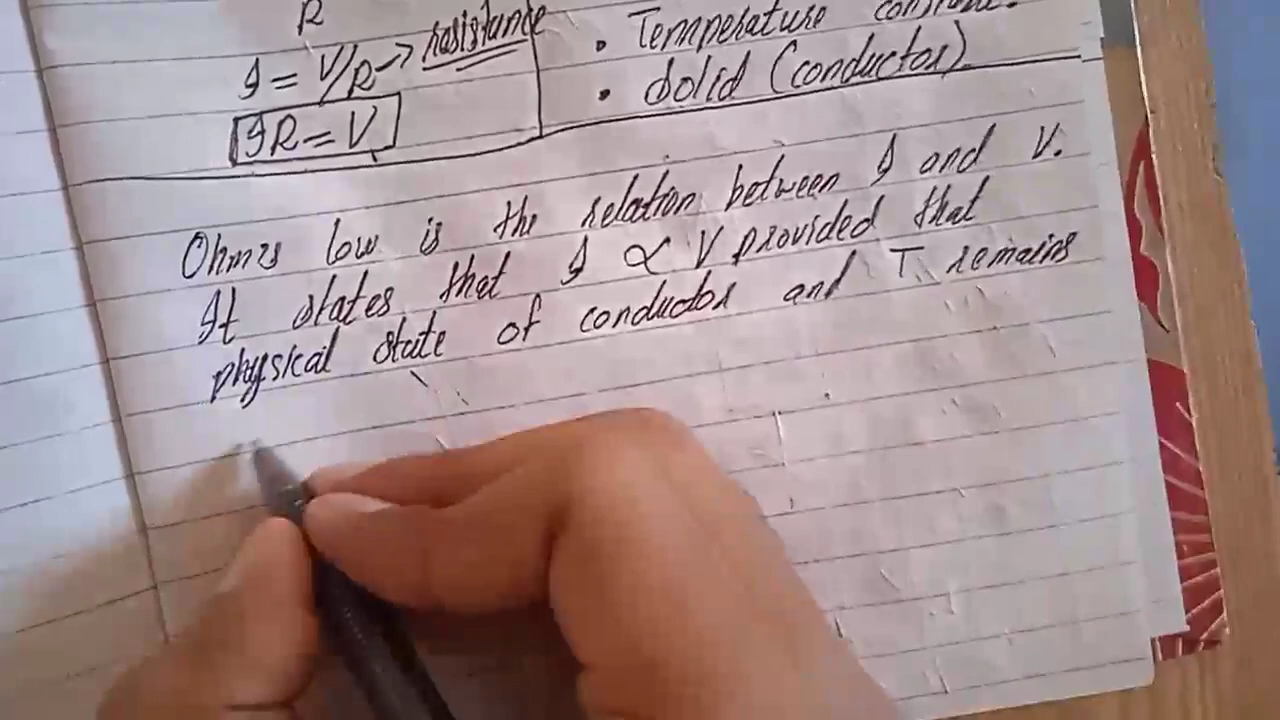 R
I = V/R → resistance
IR = V
• Temperature
• Solid (conductor)
Ohm's low is the relation between I and V.
It states that I ∝ V provided that
physical state of conductor and T remains